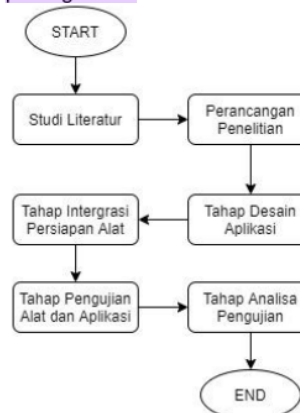 START
Studi Literatur
Perancangan
Penelitian
Tahap Desain
Aplikasi
Tahap Intergrasi
Persiapan Alat
Tahap Pengujian
Alat dan Aplikasi
Tahap Analisa
Pengujian
END